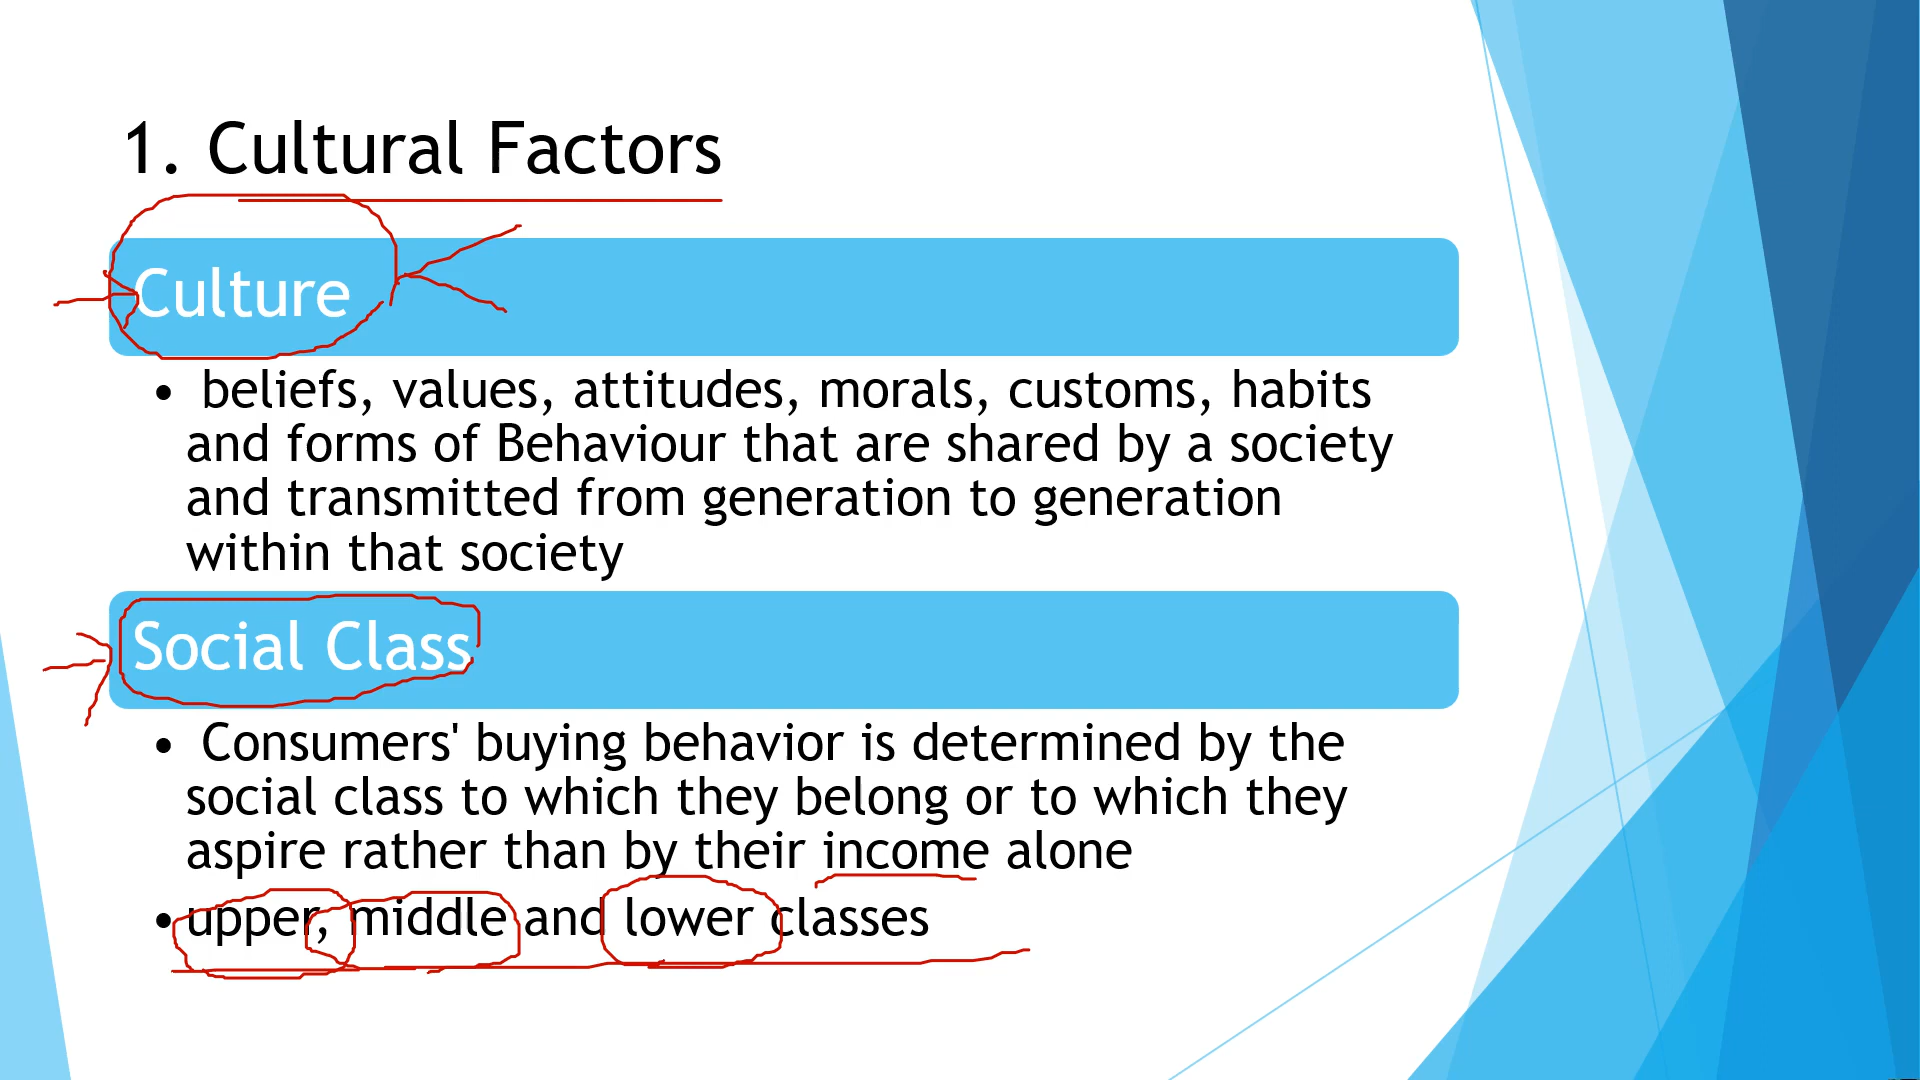 1. Cultural Factors
Culture
• beliefs, values, attitudes, morals, customs, habits
and forms of Behaviour that are shared by a society
and transmitted from generation to generation
within that society
Social Class
• Consumers' buying behavior is determined by the
social class to which they belong or to which they
aspire rather than by their income alone
• upper, middle and lower classes